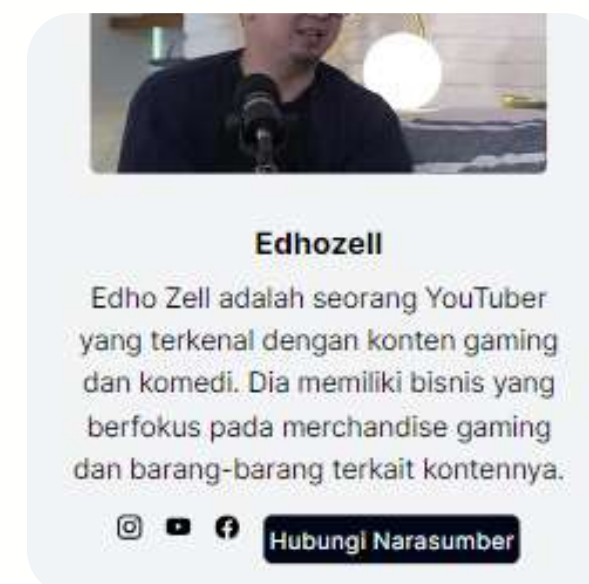 Edhozell
Edho Zell adalah seorang YouTuber
yang terkenal dengan konten gaming
dan komedi. Dia memiliki bisnis yang
berfokus pada merchandise gaming
dan barang-barang terkait kontennya.
Hubungi Narasumber